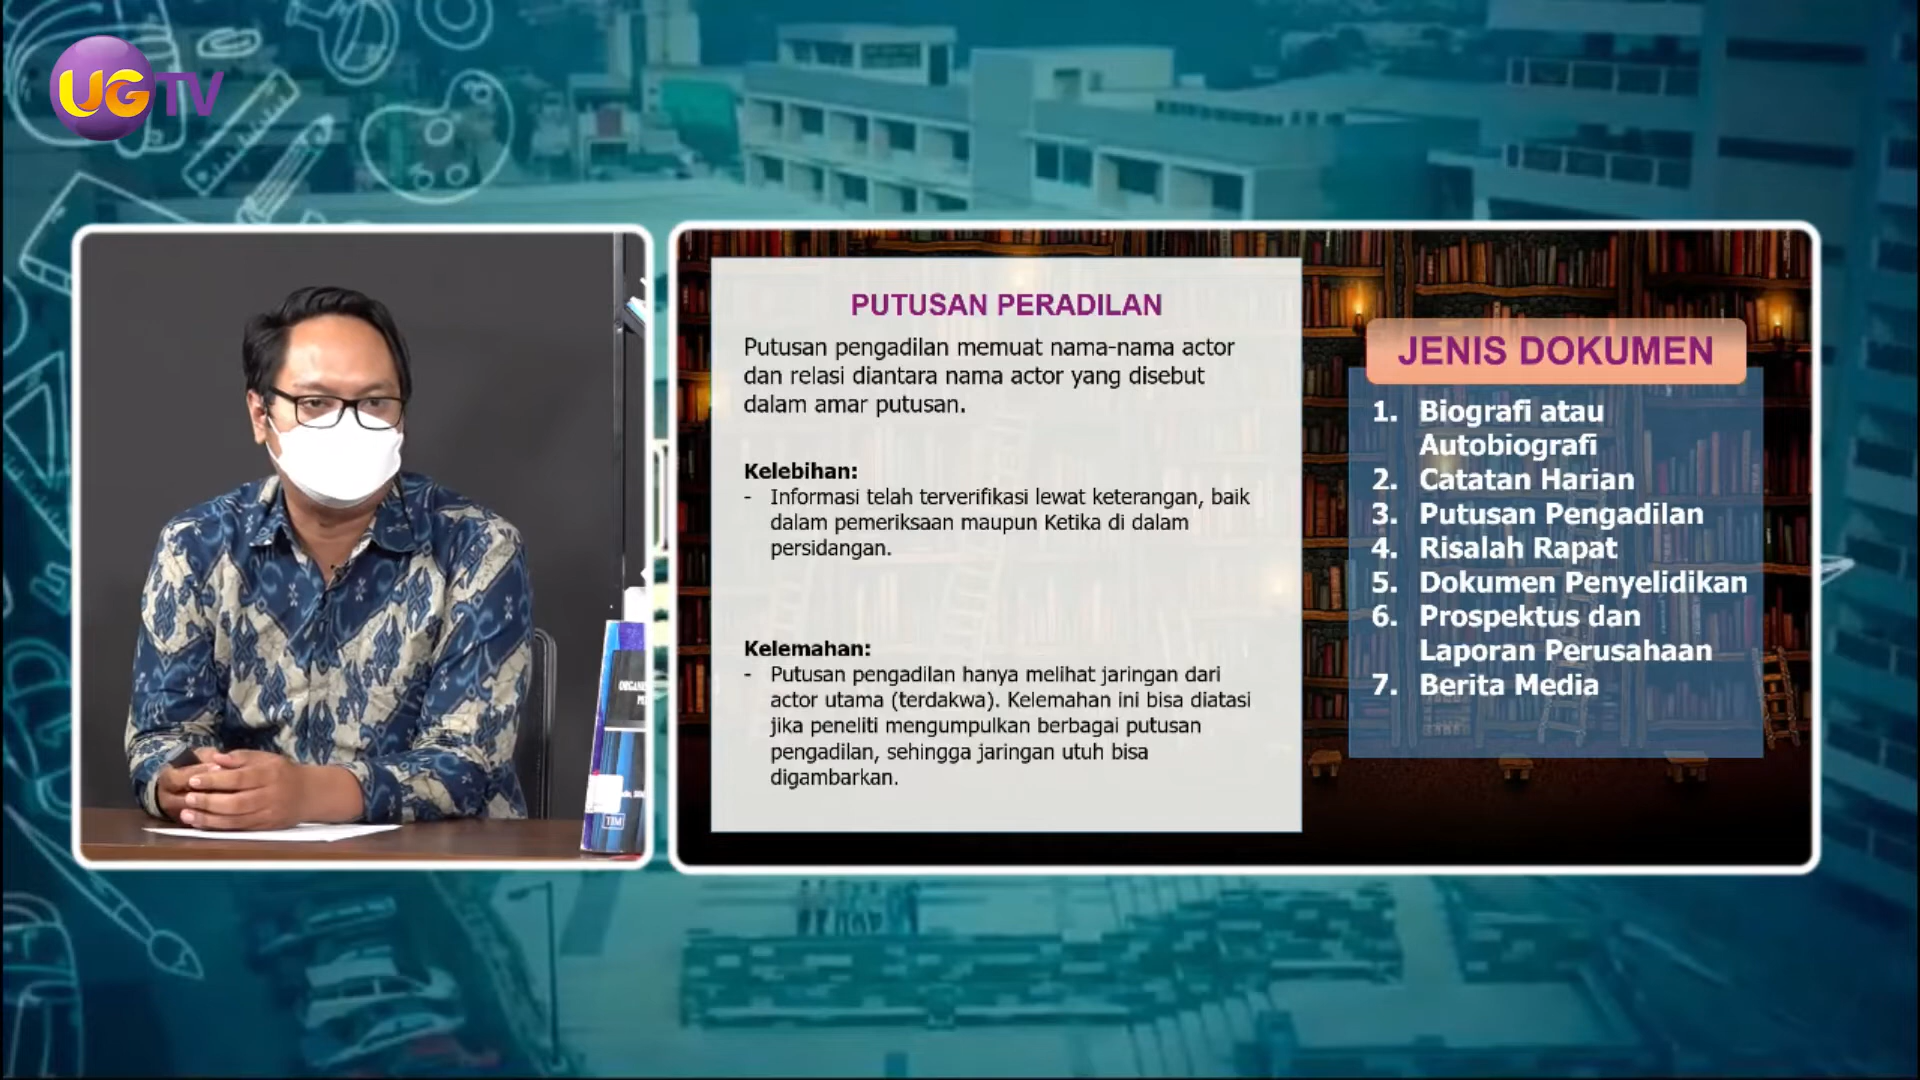 UGTV
PUTUSAN PERADILAN
Putusan pengadilan memuat nama-nama actor
dan relasi diantara nama actor yang disebut
dalam amar putusan.
Kelebihan:
- Informasi telah terverifikasi lewat keterangan, baik
dalam pemeriksaan maupun Ketika di dalam
persidangan.
Kelemahan:
- Putusan pengadilan hanya melihat jaringan dari
actor utama (terdakwa). Kelemahan ini bisa diatasi
jika peneliti mengumpulkan berbagai putusan
pengadilan, sehingga jaringan utuh bisa
digambarkan.
JENIS DOKUMEN
1. Biografi atau
Autobiografi
2. Catatan Harian
3. Putusan Pengadilan
4. Risalah Rapat
5. Dokumen Penyelidikan
6. Prospektus dan
Laporan Perusahaan
7. Berita Media